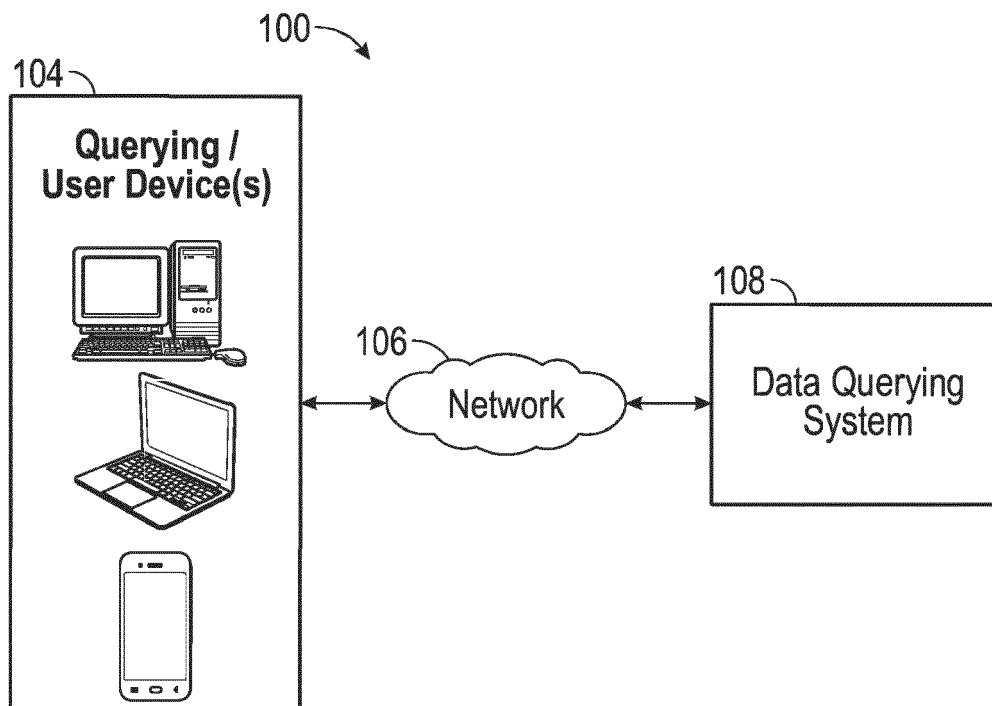 100
104
Querying /
User Device(s)
108
106
Network
Data Querying
System